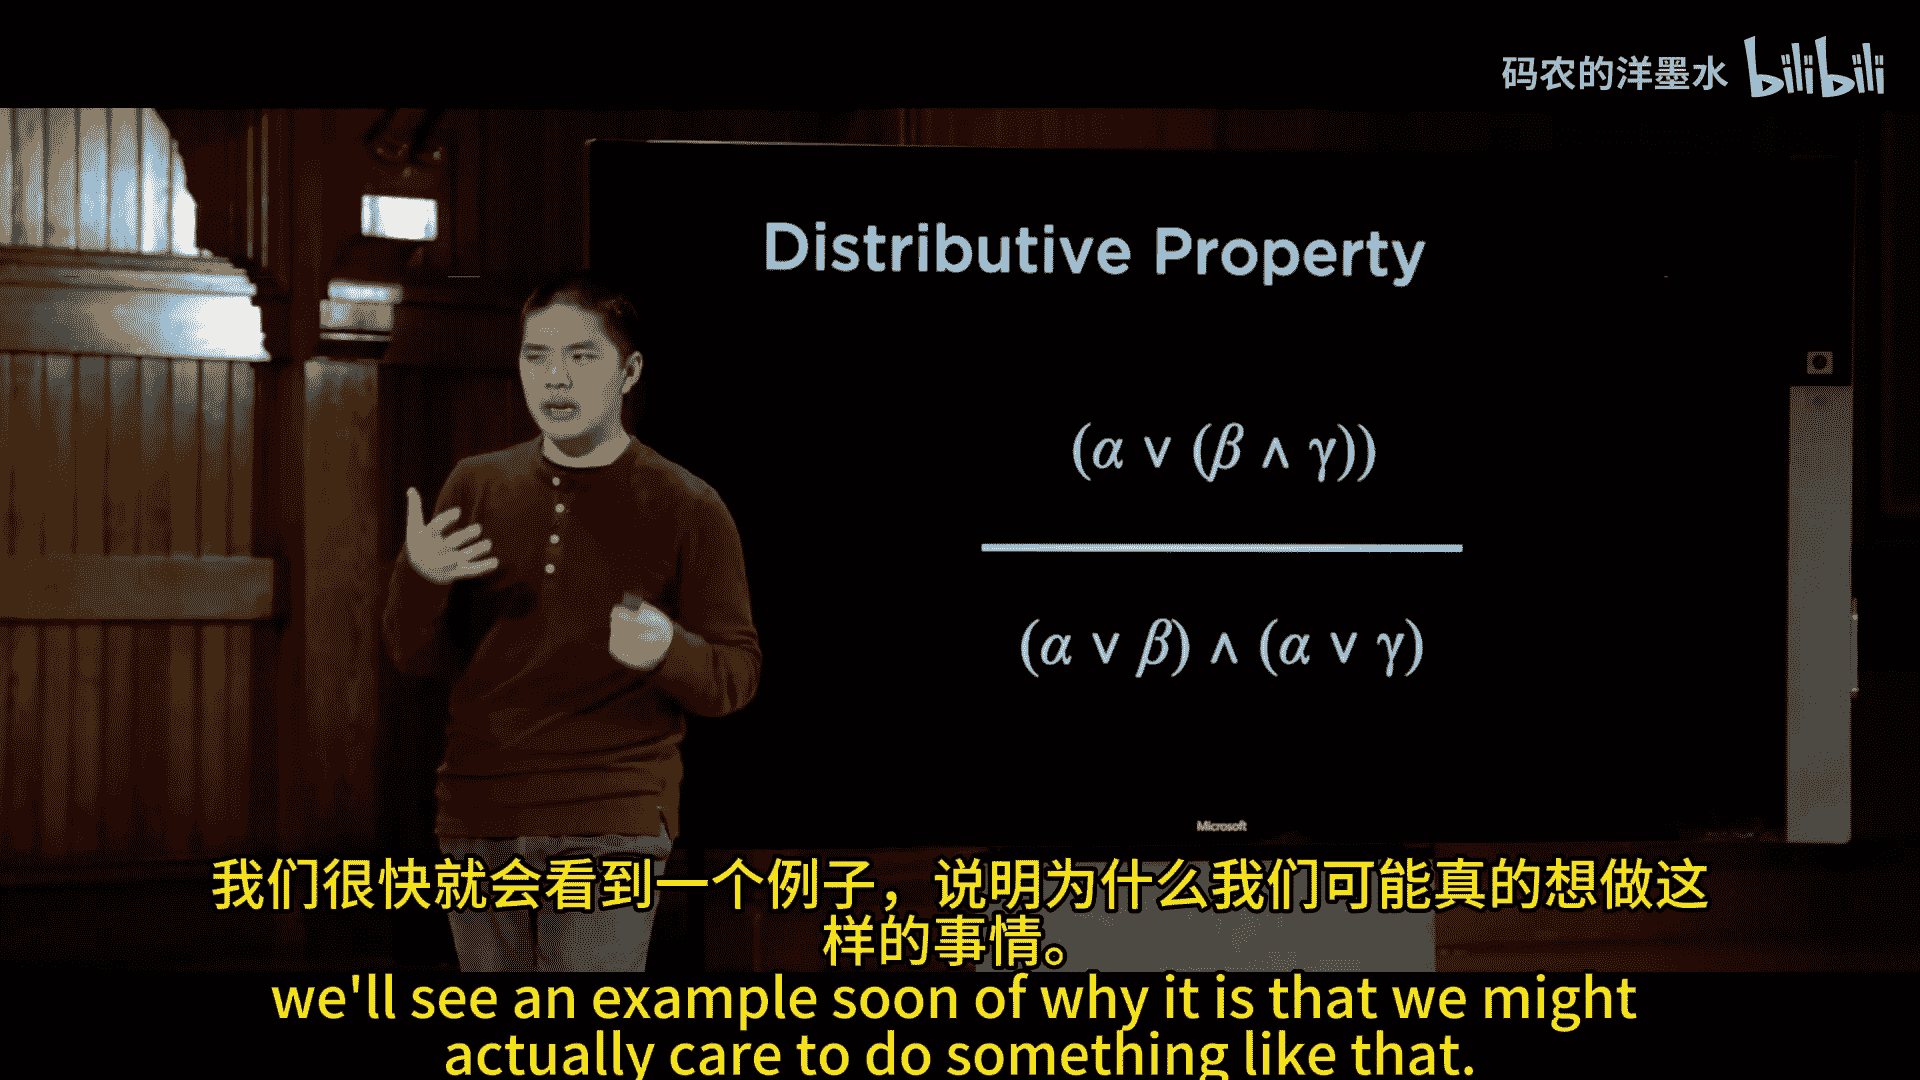 码农的洋墨水 bilibili
Distributive Property
(α ∨ (β ∧ γ))
(α ∨ β) ∧ (α ∨ γ)
Microsoft
我们很快就会看到一个例子，说明为什么我们可能真的想做这
样的事情。
we'll see an example soon of why it is that we might
actually care to do something like that.